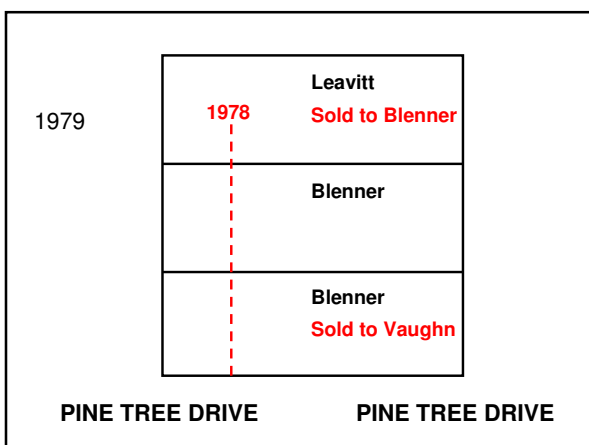 Leavitt
1979
1978
Sold to Blenner
Blenner
Blenner
Sold to Vaughn
PINE TREE DRIVE
PINE TREE DRIVE